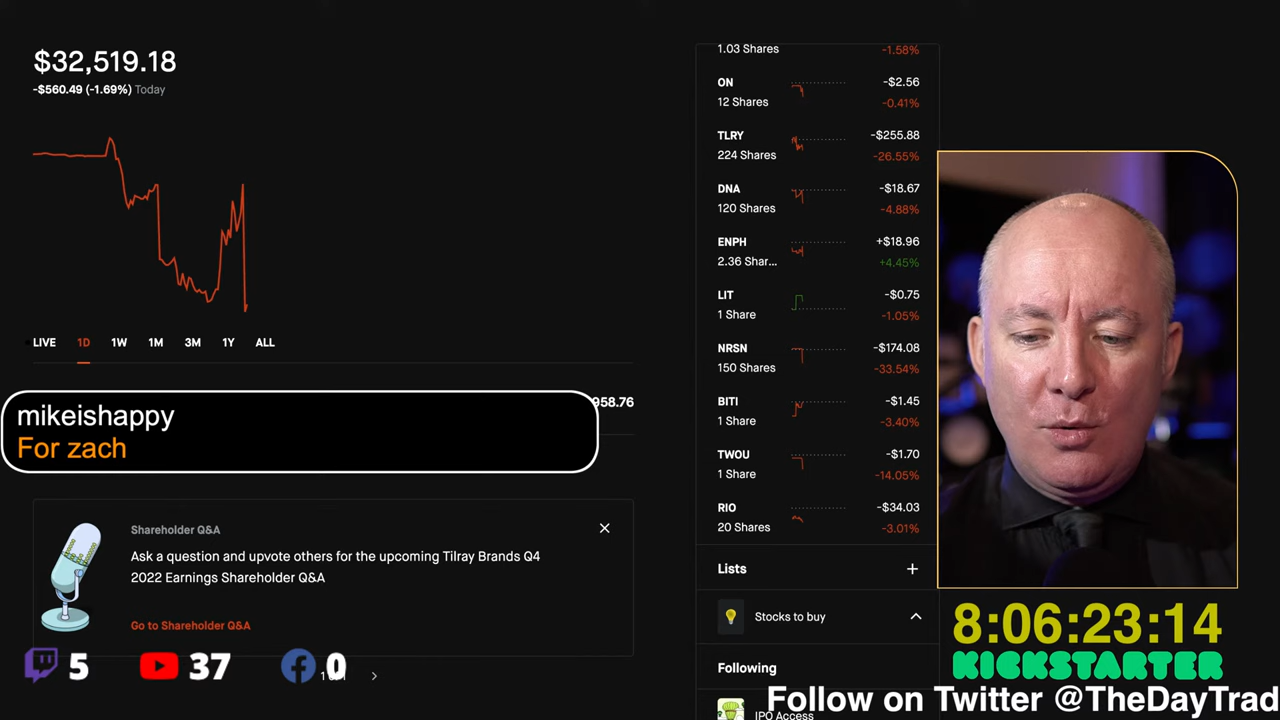 $32,519.18
-$560.49 (-1.69%) Today
LIVE 1D 1W 1M 3M 1Y ALL
958.76
mikeishappy
For zach
Shareholder Q&A
Ask a question and upvote others for the upcoming Tilray Brands Q4
2022 Earnings Shareholder Q&A
Go to Shareholder Q&A
5 37 0
1.03 Shares -1.58%
ON -$2.56
12 Shares -0.41%
TLRY -$255.88
224 Shares -26.55%
DNA -$18.67
120 Shares -4.88%
ENPH +$18.96
2.36 Shar... +4.45%
LIT -$0.75
1 Share -1.05%
NRSN -$174.08
150 Shares -33.54%
BITI -$1.45
1 Share -3.40%
TWOU -$1.70
1 Share -14.05%
RIO -$34.03
20 Shares -3.01%
Lists +
Stocks to buy
Following
IPO Access
8:06:23:14
KICKSTARTER
Follow on Twitter @TheDayTrad